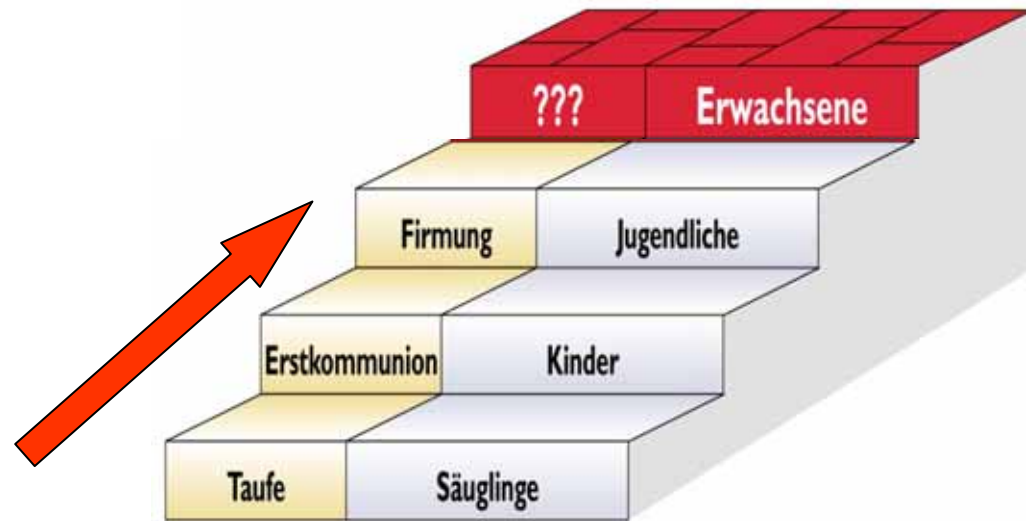 ??? Erwachsene
Firmung Jugendliche
Erstkommunion Kinder
Taufe Säuglinge